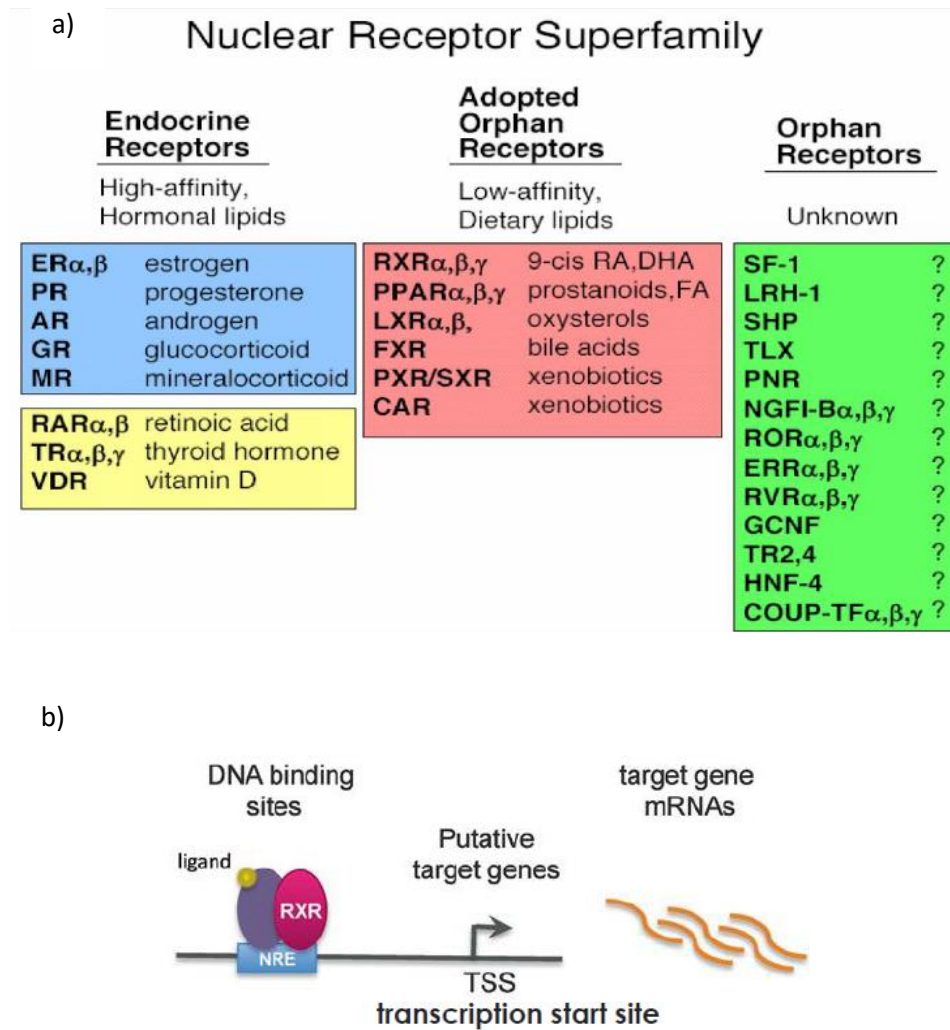 a)
Nuclear Receptor Superfamily
Endocrine
Receptors
High-affinity,
Hormonal lipids
ERα,β estrogen
PR progesterone
AR androgen
GR glucocorticoid
MR mineralocorticoid
RARα,β retinoic acid
TRα,β,γ thyroid hormone
VDR vitamin D
Adopted
Orphan
Receptors
Low-affinity,
Dietary lipids
RXRα,β,γ 9-cis RA,DHA
PPARα,β,γ prostanoids,FA
LXRα,β, oxysterols
FXR bile acids
PXR/SXR xenobiotics
CAR xenobiotics
Orphan
Receptors
Unknown
SF-1 ?
LRH-1 ?
SHP ?
TLX ?
PNR ?
NGFI-Bα,β,γ ?
RORα,β,γ ?
ERRα,β,γ ?
RVRα,β,γ ?
GCNF ?
TR2,4 ?
HNF-4 ?
COUP-TFα,β,γ ?
b)
DNA binding
sites
ligand
RXR
NRE
Putative
target genes
TSS
transcription start site
target gene
mRNAs